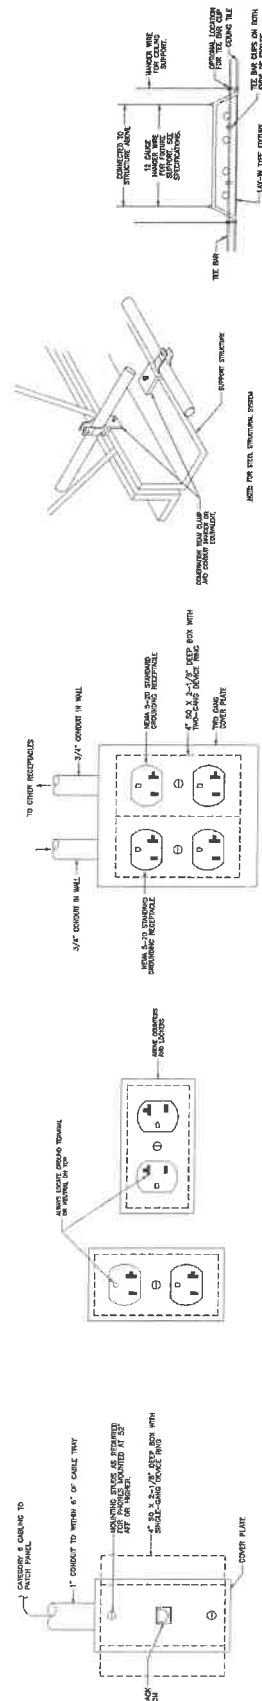 HANGER WIRE
FOR CEILING
SUPPORT.
CONNECTED TO
STRUCTURE ABOVE
12 GAUGE
HANGER WIRE
FOR FIXTURE
SUPPORT. SEE
SPECIFICATIONS.
OPTIONAL LOCATION
FOR TEE BAR CLIP
CEILING TILE
TEE BAR
TEE BAR CLIPS ON BOTH
LAY-IN TYPE FIXTURE
COMBINATION BEAM CLAMP
AND CONDUIT HANGER OR
EQUIVALENT.
SUPPORT STRUCTURE
NOTE: FOR STEEL STRUCTURAL SYSTEM
TO OTHER RECEPTACLES
3/4" CONDUIT IN WALL
3/4" CONDUIT IN WALL
NEMA 5-20 STANDARD
GROUNDING RECEPTACLE
NEMA 5-20 STANDARD
GROUNDING RECEPTACLE
4" SQ X 2-1/8" DEEP BOX WITH
TWO-GANG DEVICE RING
TWO GANG
COVER PLATE
ALWAYS LOCATE GROUND TERMINAL
OR NEUTRAL ON TOP
ABOVE COUNTERS
AND LOCKERS
CATEGORY 6 CABLING TO
PATCH PANEL
1" CONDUIT TO WITHIN 6" OF CABLE TRAY
MOUNTING STUDS AS REQUIRED
FOR PHONES MOUNTED AT 52"
AFF OR HIGHER.
4" SQ X 2-1/8" DEEP BOX WITH
SINGLE-GANG DEVICE RING
COVER PLATE